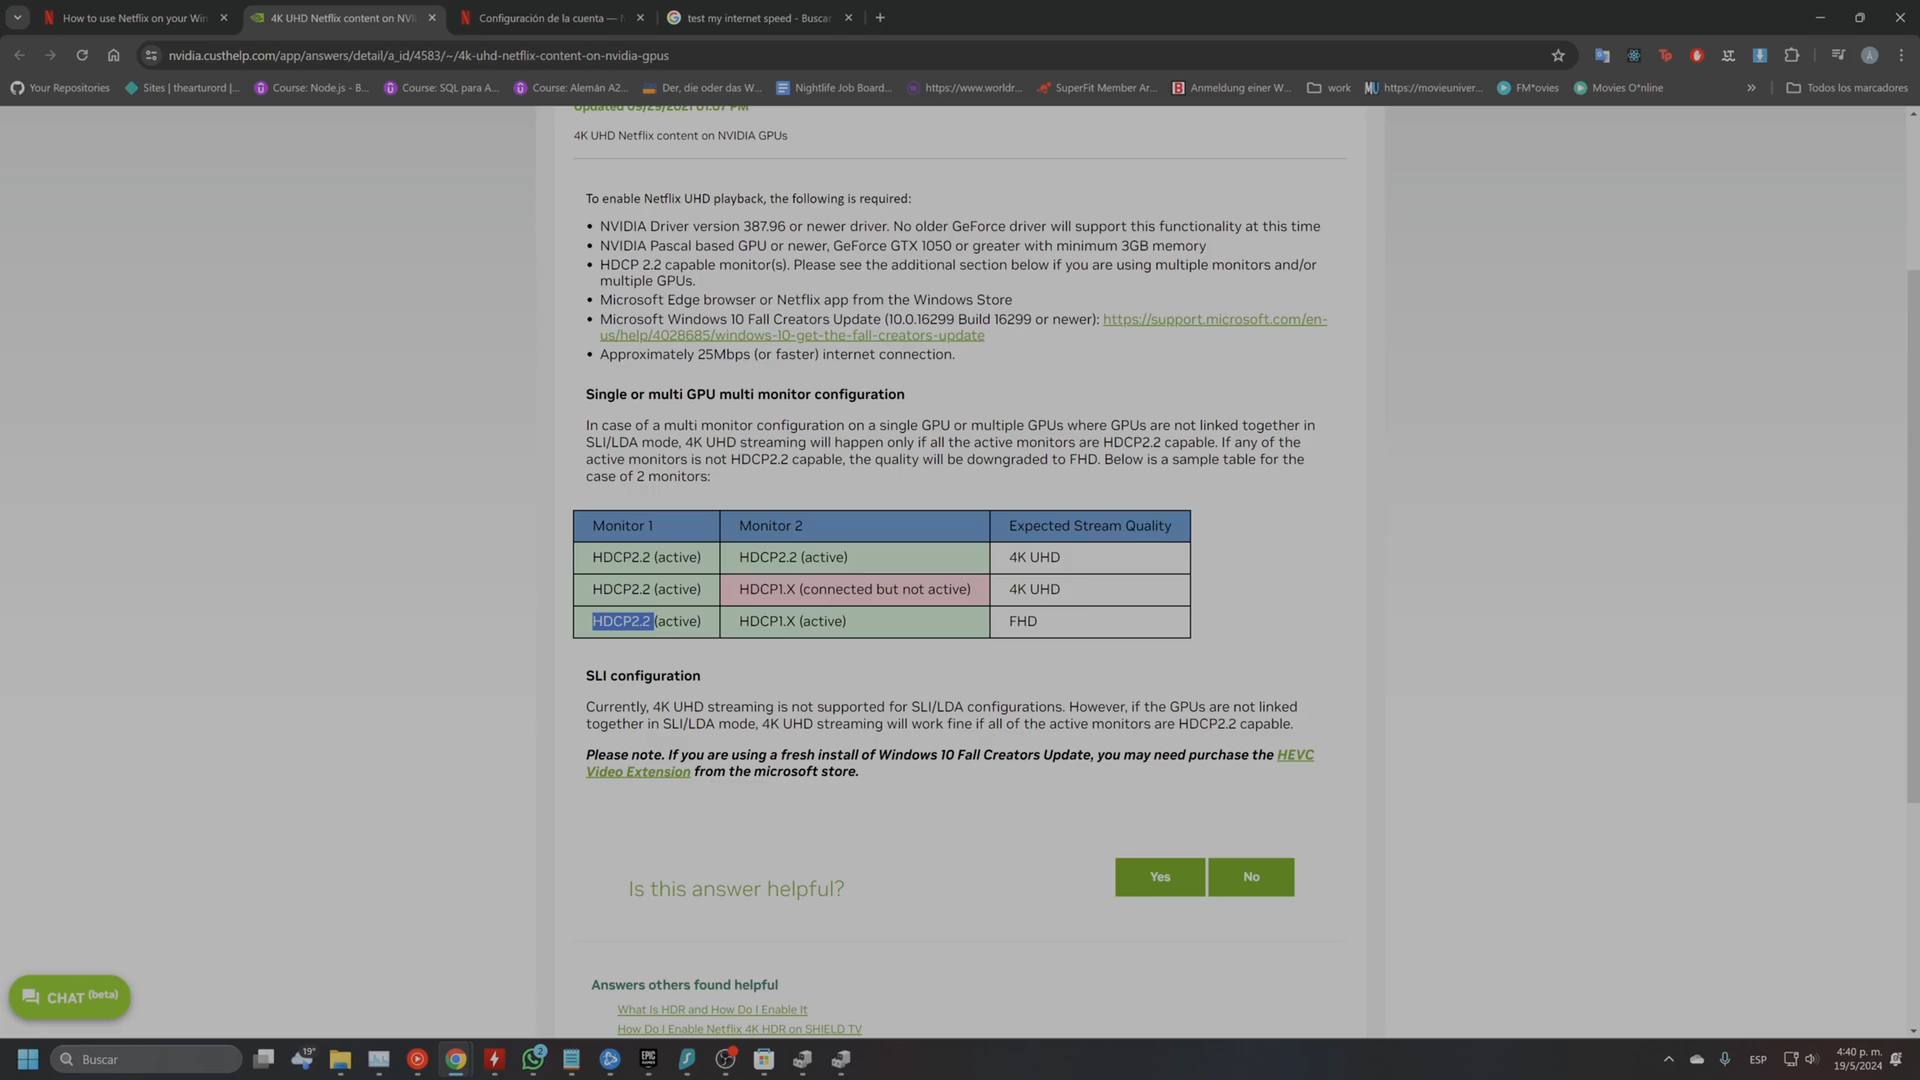 How to use Netflix on your Win
4K UHD Netflix content on NVI
Configuración de la cuenta — N
test my internet speed - Buscar
nvidia.custhelp.com/app/answers/detail/a_id/4583/~/4k-uhd-netflix-content-on-nvidia-gpus
Your Repositories
Sites | thearturord |...
Course: Node.js - B...
Course: SQL para A...
Course: Alemán A2...
Der, die oder das W...
Nightlife Job Board...
https://www.worldr...
SuperFit Member Ar...
Anmeldung einer W...
work
https://movieuniver...
FM*ovies
Movies O*nline
Todos los marcadores
Updated 09/29/2021 01:07 PM
4K UHD Netflix content on NVIDIA GPUs
To enable Netflix UHD playback, the following is required:
• NVIDIA Driver version 387.96 or newer driver. No older GeForce driver will support this functionality at this time
• NVIDIA Pascal based GPU or newer, GeForce GTX 1050 or greater with minimum 3GB memory
• HDCP 2.2 capable monitor(s). Please see the additional section below if you are using multiple monitors and/or
multiple GPUs.
• Microsoft Edge browser or Netflix app from the Windows Store
• Microsoft Windows 10 Fall Creators Update (10.0.16299 Build 16299 or newer): https://support.microsoft.com/en-
us/help/4028685/windows-10-get-the-fall-creators-update
• Approximately 25Mbps (or faster) internet connection.
Single or multi GPU multi monitor configuration
In case of a multi monitor configuration on a single GPU or multiple GPUs where GPUs are not linked together in
SLI/LDA mode, 4K UHD streaming will happen only if all the active monitors are HDCP2.2 capable. If any of the
active monitors is not HDCP2.2 capable, the quality will be downgraded to FHD. Below is a sample table for the
case of 2 monitors:
Monitor 1 Monitor 2 Expected Stream Quality
HDCP2.2 (active) HDCP2.2 (active) 4K UHD
HDCP2.2 (active) HDCP1.X (connected but not active) 4K UHD
HDCP2.2 (active) HDCP1.X (active) FHD
SLI configuration
Currently, 4K UHD streaming is not supported for SLI/LDA configurations. However, if the GPUs are not linked
together in SLI/LDA mode, 4K UHD streaming will work fine if all of the active monitors are HDCP2.2 capable.
Please note. If you are using a fresh install of Windows 10 Fall Creators Update, you may need purchase the HEVC
Video Extension from the microsoft store.
Is this answer helpful?
Yes
No
Answers others found helpful
What Is HDR and How Do I Enable It
How Do I Enable Netflix 4K HDR on SHIELD TV
CHAT (beta)
Buscar
19°
2
EPIC
GAMES
ESP
4:40 p. m.
19/5/2024